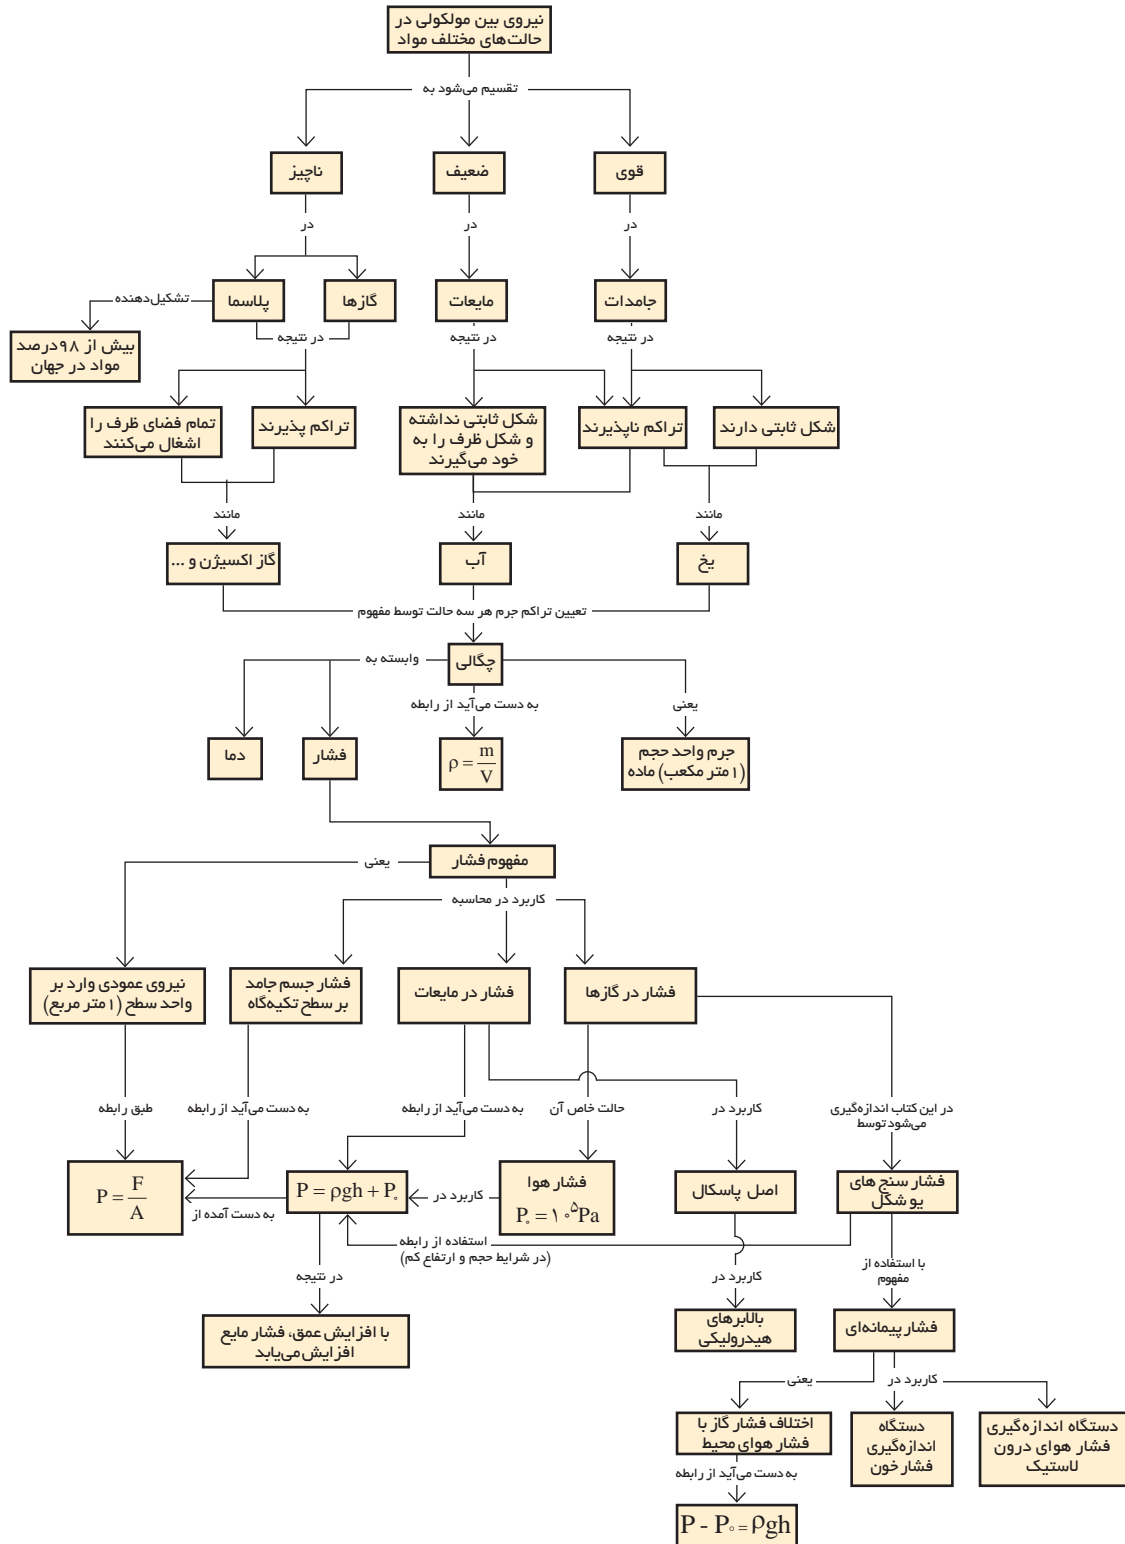 نیروی بین مولکولی در
حالت‌های مختلف مواد
تقسیم می‌شود به
قوی
ضعیف
ناچیز
در
در
در
جامدات
مایعات
گازها
پلاسما
تشکیل‌دهنده
بیش از ۹۸درصد
مواد در جهان
در نتیجه
در نتیجه
در نتیجه
شکل ثابتی دارند
تراکم ناپذیرند
شکل ثابتی نداشته
و شکل ظرف را به
خود می‌گیرند
تراکم پذیرند
تمام فضای ظرف را
اشغال می‌کنند
مانند
مانند
مانند
یخ
آب
گاز اکسیژن و ...
تعیین تراکم جرم هر سه حالت توسط مفهوم
چگالی
وابسته به
به دست می‌آید از رابطه
یعنی
جرم واحد حجم
(۱متر مکعب) ماده
ρ = m/V
فشار
دما
مفهوم فشار
یعنی
کاربرد در محاسبه
فشار در گازها
فشار در مایعات
فشار جسم جامد
بر سطح تکیه‌گاه
نیروی عمودی وارد بر
واحد سطح (۱متر مربع)
در این کتاب اندازه‌گیری
می‌شود توسط
کاربرد در
حالت خاص آن
به دست می‌آید از رابطه
به دست می‌آید از رابطه
طبق رابطه
فشار سنج های
یو شکل
اصل پاسکال
فشار هوا
P₀ = ۱۰⁵Pa
کاربرد در
P = ρgh + P₀
به دست آمده از
P = F/A
استفاده از رابطه
(در شرایط حجم و ارتفاع کم)
با استفاده از
مفهوم
کاربرد در
در نتیجه
فشار پیمانه‌ای
بالابرهای
هیدرولیکی
با افزایش عمق، فشار مایع
افزایش می‌یابد
کاربرد در
یعنی
دستگاه اندازه‌گیری
فشار هوای درون
لاستیک
دستگاه
اندازه‌گیری
فشار خون
اختلاف فشار گاز با
فشار هوای محیط
به دست می‌آید از رابطه
P - P₀ = ρgh